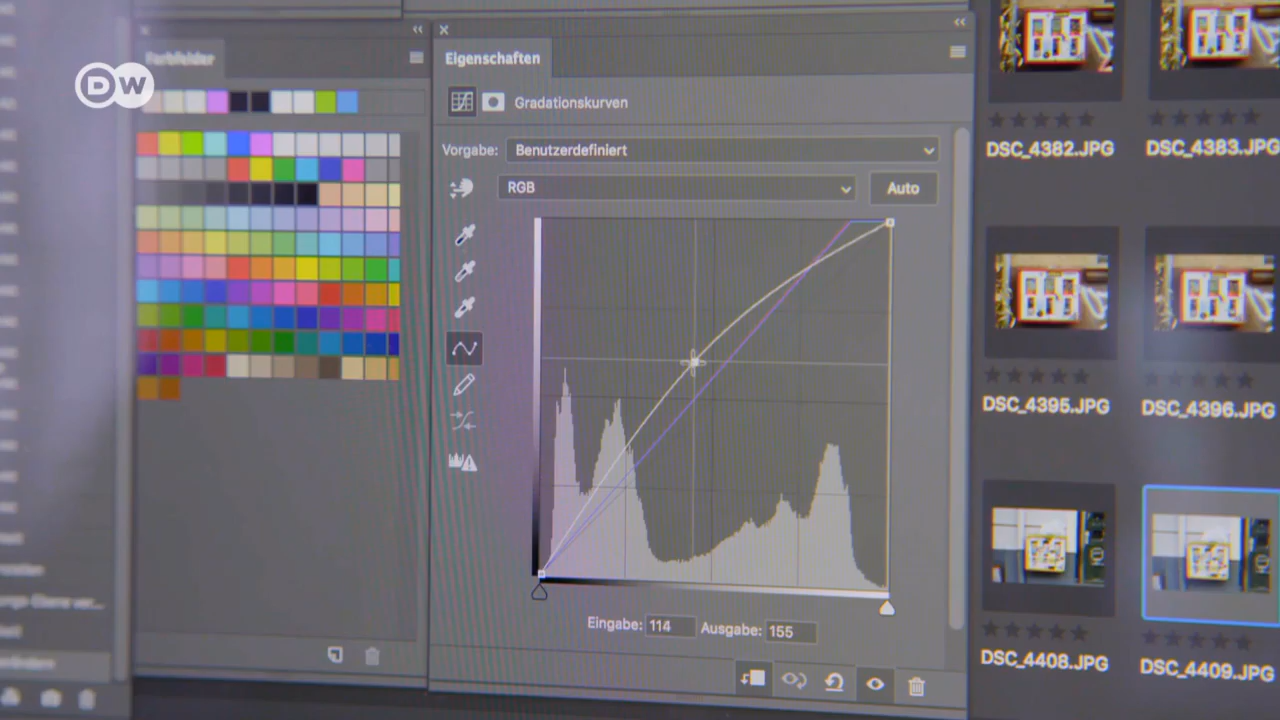 DW
Farbfelder
Eigenschaften
Gradationskurven
Vorgabe: Benutzerdefiniert
RGB
Auto
Eingabe: 114 Ausgabe: 155
DSC_4382.JPG DSC_4383.JPG
DSC_4395.JPG DSC_4396.JPG
DSC_4408.JPG DSC_4409.JPG